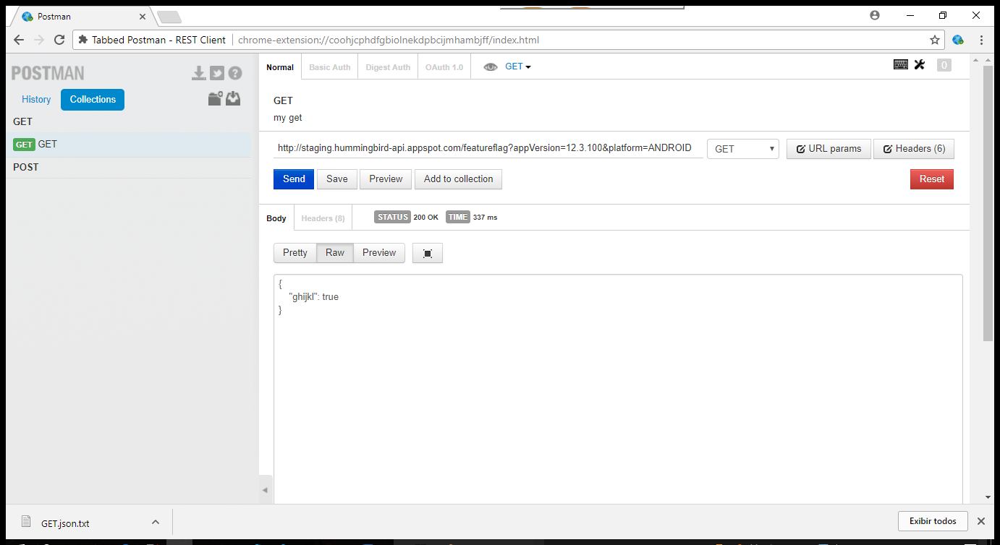 Postman
Tabbed Postman - REST Client
chrome-extension://coohjcphdfgbiolnekdpbcijmhambjff/index.html
POSTMAN
History Collections
GET
GET GET
POST
Normal Basic Auth Digest Auth OAuth 1.0 GET 0
GET
my get
http://staging.hummingbird-api.appspot.com/featureflag?appVersion=12.3.100&platform=ANDROID GET URL params Headers (6)
Send Save Preview Add to collection Reset
Body Headers (8) STATUS 200 OK TIME 337 ms
Pretty Raw Preview
{
"ghijkl": true
}
GET.json.txt Exibir todos